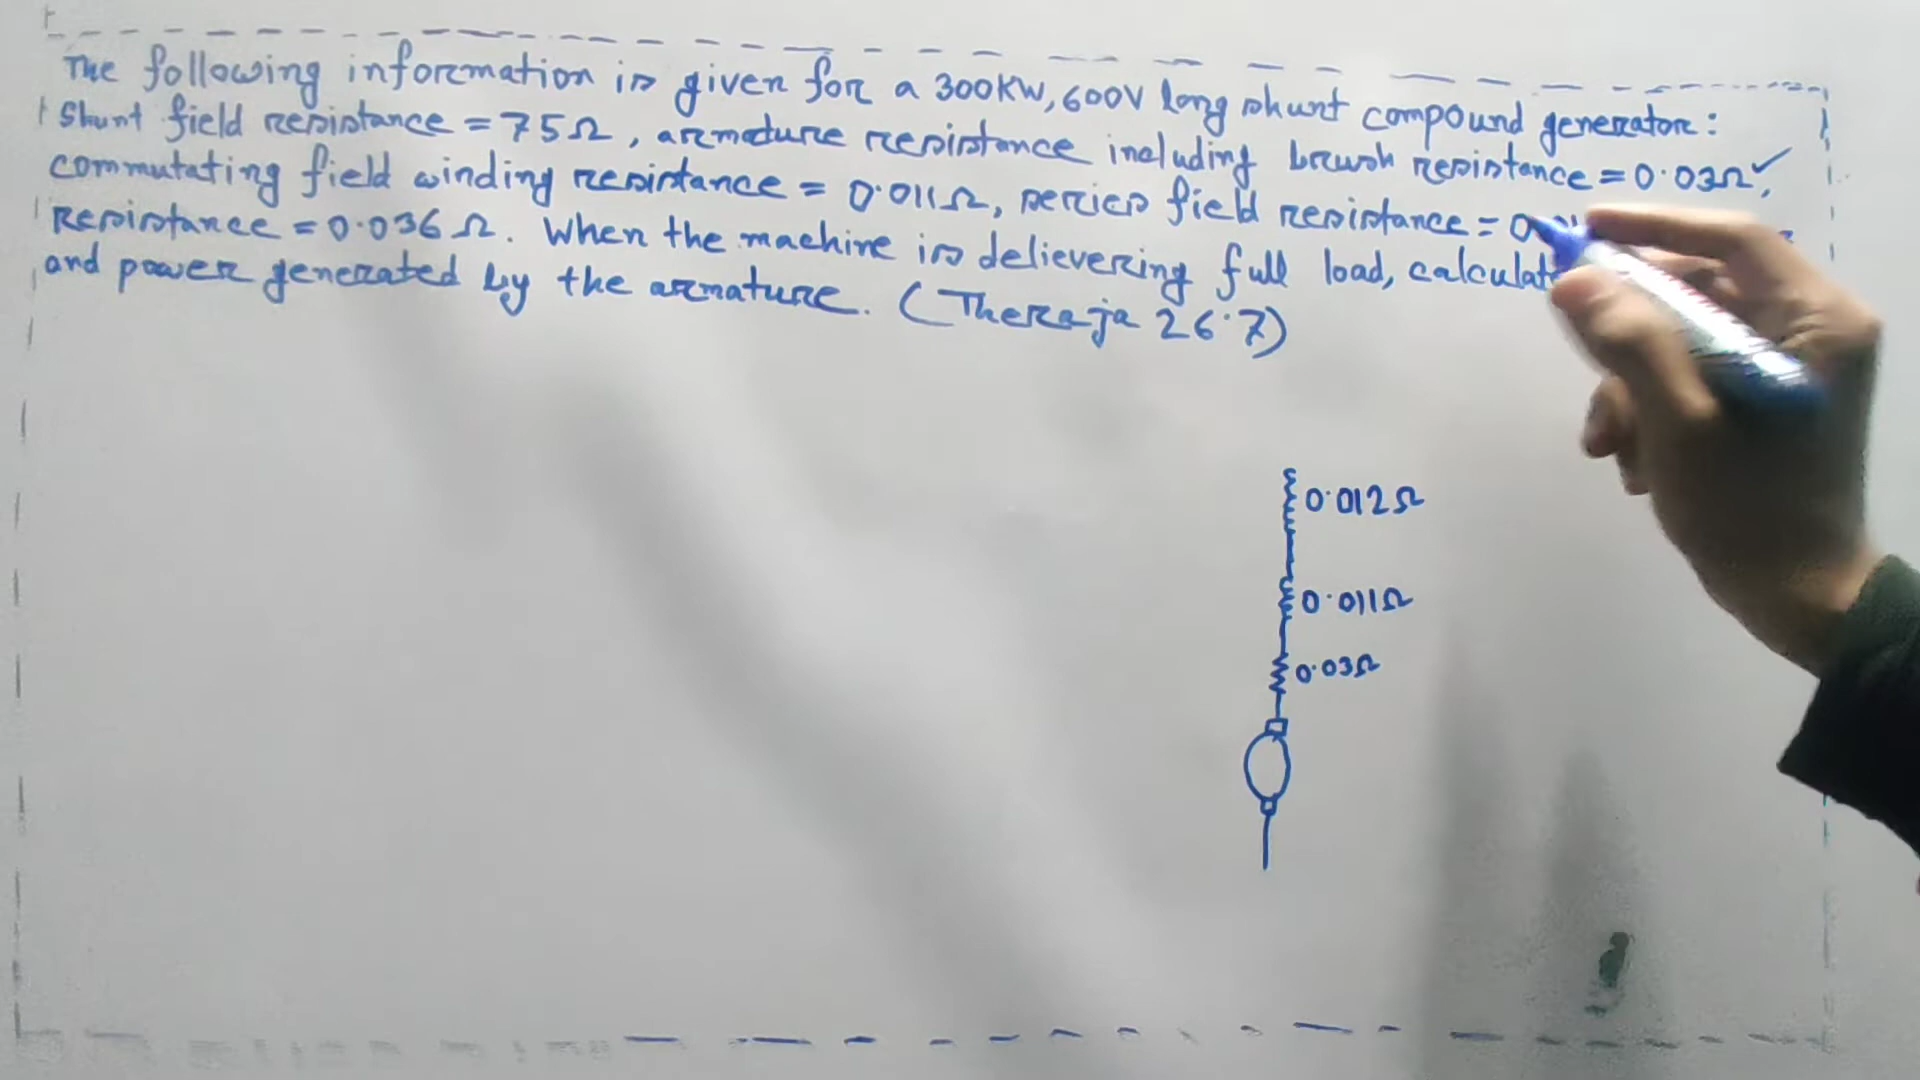 The following information is given for a 300KW, 600V long shunt compound generator:
Shunt field resistance = 75Ω, armature resistance including brush resistance = 0.03Ω,
commutating field winding resistance = 0.011Ω, series field resistance =
Resistance = 0.036Ω. When the machine is delievering full load, calculate
and power generated by the armature. (Theraja 26.7)
0.012Ω
0.011Ω
0.03Ω